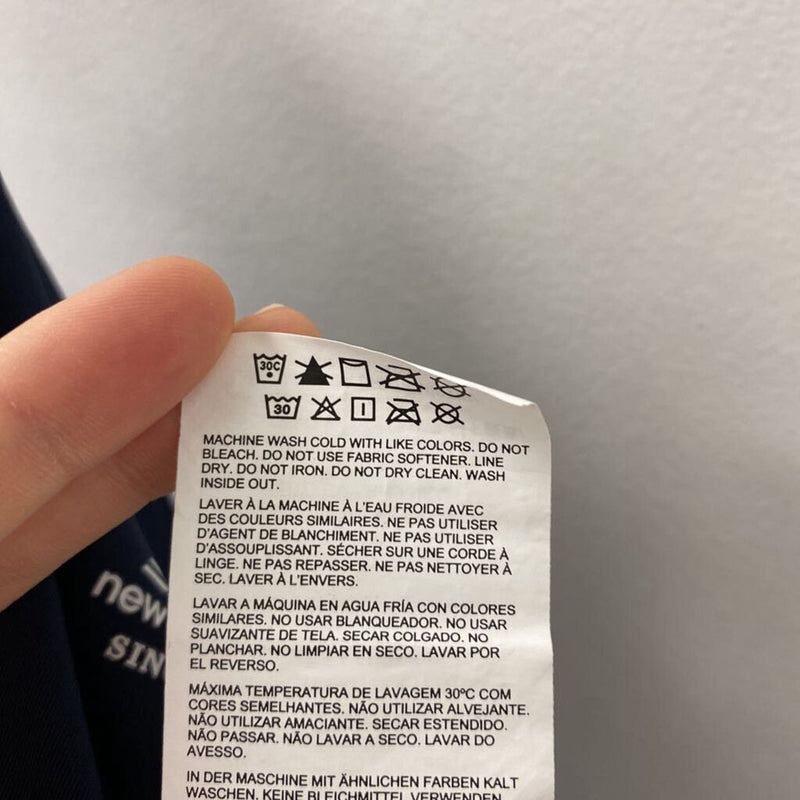 30C
30
MACHINE WASH COLD WITH LIKE COLORS. DO NOT
BLEACH. DO NOT USE FABRIC SOFTENER. LINE
DRY. DO NOT IRON. DO NOT DRY CLEAN. WASH
INSIDE OUT.
LAVER À LA MACHINE À L'EAU FROIDE AVEC
DES COULEURS SIMILAIRES. NE PAS UTILISER
D'AGENT DE BLANCHIMENT. NE PAS UTILISER
D'ASSOUPLISSANT. SÉCHER SUR UNE CORDE À
LINGE. NE PAS REPASSER. NE PAS NETTOYER À
SEC. LAVER À L'ENVERS.
LAVAR A MÁQUINA EN AGUA FRÍA CON COLORES
SIMILARES. NO USAR BLANQUEADOR. NO USAR
SUAVIZANTE DE TELA. SECAR COLGADO. NO
PLANCHAR. NO LIMPIAR EN SECO. LAVAR POR
EL REVERSO.
MÁXIMA TEMPERATURA DE LAVAGEM 30ºC COM
CORES SEMELHANTES. NÃO UTILIZAR ALVEJANTE.
NÃO UTILIZAR AMACIANTE. SECAR ESTENDIDO.
NÃO PASSAR. NÃO LAVAR A SECO. LAVAR DO
AVESSO.
IN DER MASCHINE MIT ÄHNLICHEN FARBEN KALT
WASCHEN. KEINE BLEICHMITTEL VERWENDEN
new
SIN